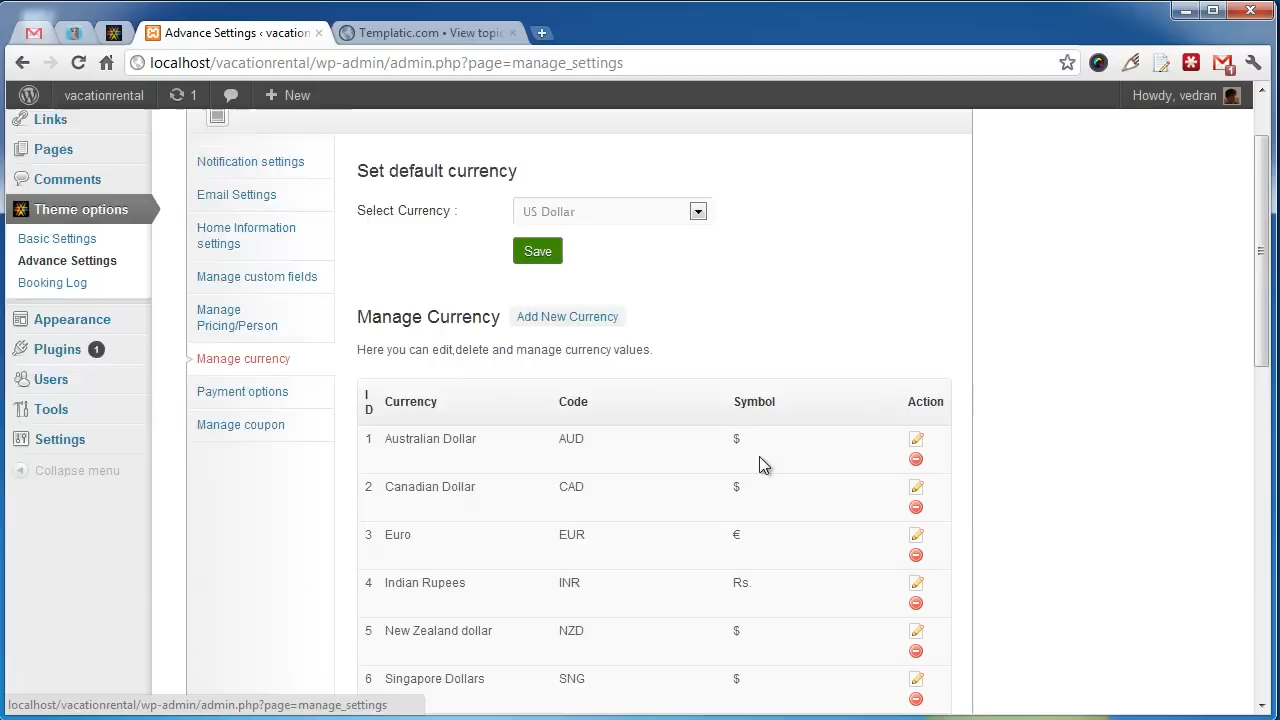 Advance Settings ‹ vacation
Templatic.com • View topic
localhost/vacationrental/wp-admin/admin.php?page=manage_settings
1
vacationrental
1
New
Howdy, vedran
Links
Pages
Comments
Theme options
Basic Settings
Advance Settings
Booking Log
Appearance
Plugins 1
Users
Tools
Settings
Collapse menu
Notification settings
Email Settings
Home Information
settings
Manage custom fields
Manage
Pricing/Person
Manage currency
Payment options
Manage coupon
Set default currency
Select Currency :
US Dollar
Save
Manage Currency
Add New Currency
Here you can edit,delete and manage currency values.
ID Currency Code Symbol Action
1 Australian Dollar AUD $
2 Canadian Dollar CAD $
3 Euro EUR €
4 Indian Rupees INR Rs.
5 New Zealand dollar NZD $
6 Singapore Dollars SNG $
localhost/vacationrental/wp-admin/admin.php?page=manage_settings